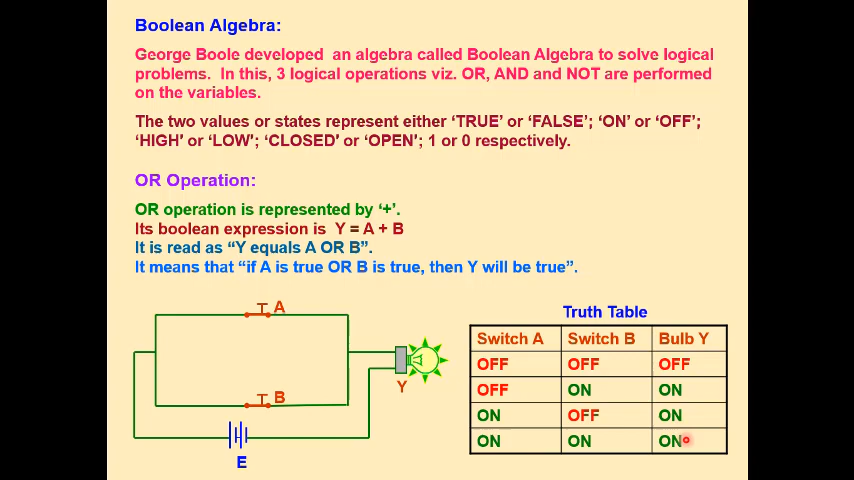 Boolean Algebra:
George Boole developed an algebra called Boolean Algebra to solve logical
problems. In this, 3 logical operations viz. OR, AND and NOT are performed
on the variables.
The two values or states represent either ‘TRUE’ or ‘FALSE’; ‘ON’ or ‘OFF’;
‘HIGH’ or ‘LOW’; ‘CLOSED’ or ‘OPEN’; 1 or 0 respectively.
OR Operation:
OR operation is represented by ‘+’.
Its boolean expression is Y = A + B
It is read as “Y equals A OR B”.
It means that “if A is true OR B is true, then Y will be true”.
A
B
Y
E
Truth Table
Switch A Switch B Bulb Y
OFF OFF OFF
OFF ON ON
ON OFF ON
ON ON ON